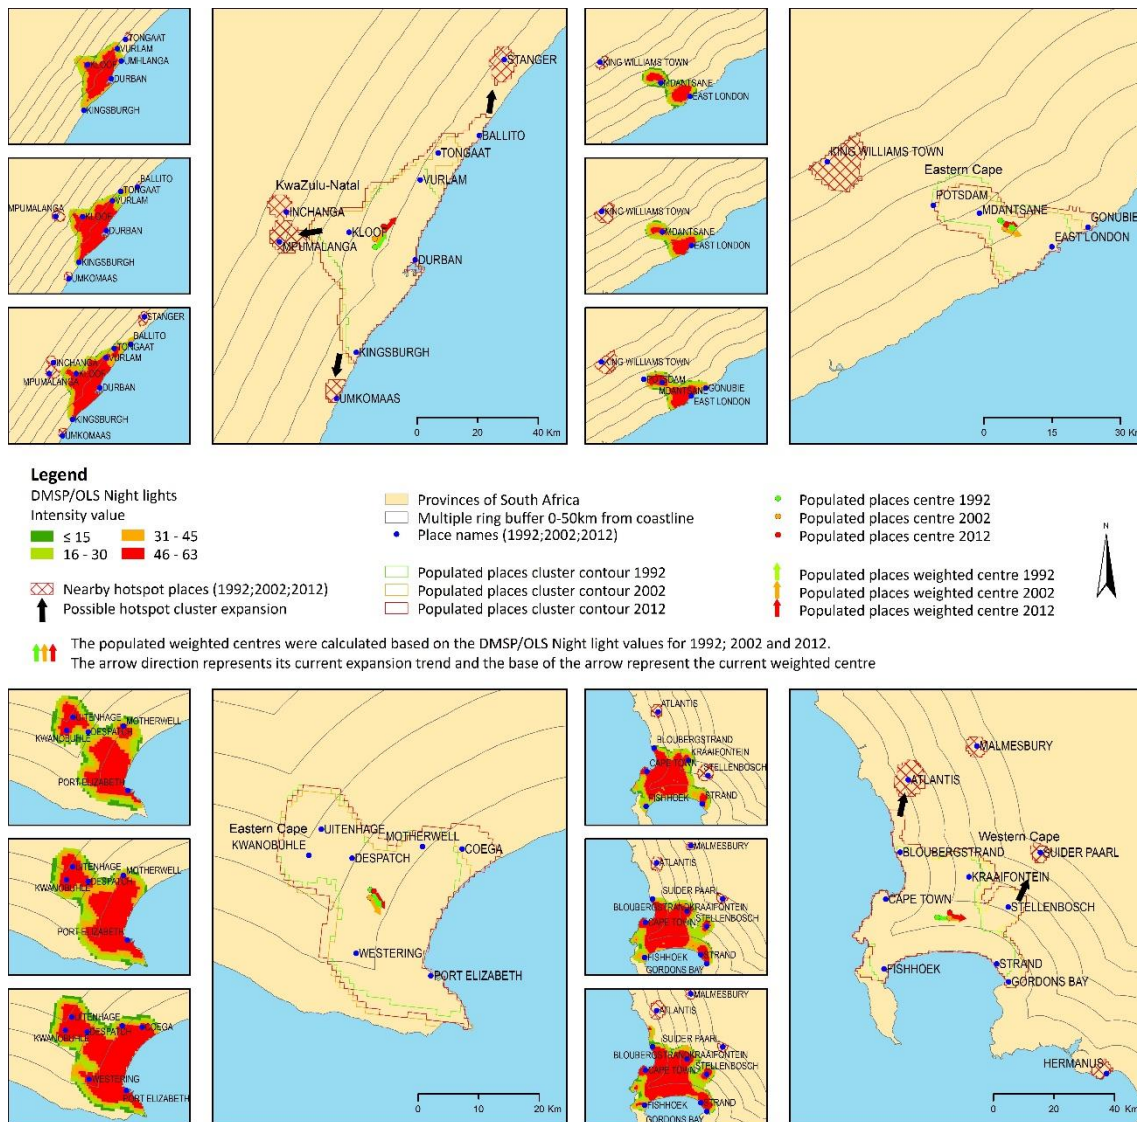 TONGAAT
VURLAM
UMHLANGA
KLOOF
DURBAN
KINGSBURGH
BALLITO
TONGAAT
VURLAM
MPUMALANGA
KLOOF
DURBAN
KINGSBURGH
UMKOMAAS
STANGER
BALLITO
TONGAAT
VURLAM
INCHANGA
MPUMALANGA
KLOOF
DURBAN
KINGSBURGH
UMKOMAAS
STANGER
BALLITO
TONGAAT
VURLAM
KwaZulu-Natal
INCHANGA
KLOOF
MPUMALANGA
DURBAN
KINGSBURGH
UMKOMAAS
0 20 40 Km
KING WILLIAMS TOWN
MDANTSANE
EAST LONDON
KING WILLIAMS TOWN
MDANTSANE
EAST LONDON
KING WILLIAMS TOWN
POTSDAM
MDANTSANE
GONUBIE
EAST LONDON
KING WILLIAMS TOWN
Eastern Cape
POTSDAM
MDANTSANE
GONUBIE
EAST LONDON
0 15 30 Km
Legend
DMSP/OLS Night lights
Intensity value
≤ 15
31 - 45
16 - 30
46 - 63
Nearby hotspot places (1992;2002;2012)
Possible hotspot cluster expansion
Provinces of South Africa
Multiple ring buffer 0-50km from coastline
Place names (1992;2002;2012)
Populated places cluster contour 1992
Populated places cluster contour 2002
Populated places cluster contour 2012
Populated places centre 1992
Populated places centre 2002
Populated places centre 2012
Populated places weighted centre 1992
Populated places weighted centre 2002
Populated places weighted centre 2012
N
The populated weighted centres were calculated based on the DMSP/OLS Night light values for 1992; 2002 and 2012.
The arrow direction represents its current expansion trend and the base of the arrow represent the current weighted centre
UITENHAGE
MOTHERWELL
KWANOBUHLE
DESPATCH
PORT ELIZABETH
UITENHAGE
MOTHERWELL
KWANOBUHLE
DESPATCH
PORT ELIZABETH
UITENHAGE
COEGA
KWANOBUHLE
DESPATCH
WESTERING
PORT ELIZABETH
Eastern Cape
UITENHAGE
MOTHERWELL
KWANOBUHLE
COEGA
DESPATCH
WESTERING
PORT ELIZABETH
0 10 20 Km
ATLANTIS
BLOUBERGSTRAND
KRAAIFONTEIN
CAPE TOWN
STELLENBOSCH
FISHHOEK
STRAND
MALMESBURY
ATLANTIS
SUIDER PAARL
BLOUBERGSTRAND
KRAAIFONTEIN
STELLENBOSCH
CAPE TOWN
FISHHOEK
STRAND
GORDONS BAY
MALMESBURY
ATLANTIS
SUIDER PAARL
BLOUBERGSTRAND
KRAAIFONTEIN
STELLENBOSCH
CAPE TOWN
FISHHOEK
STRAND
GORDONS BAY
MALMESBURY
ATLANTIS
Western Cape
BLOUBERGSTRAND
SUIDER PAARL
KRAAIFONTEIN
CAPE TOWN
STELLENBOSCH
FISHHOEK
STRAND
GORDONS BAY
HERMANUS
0 20 40 Km